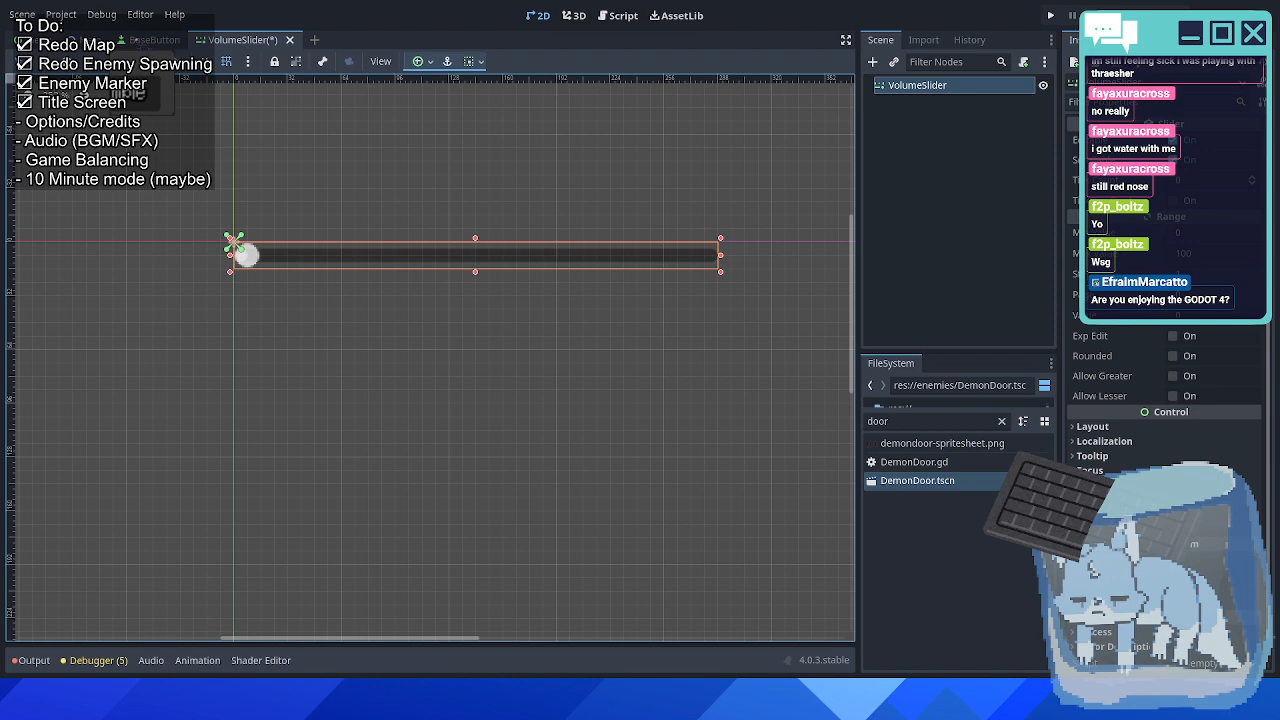 Scene Project Debug Editor Help
2D 3D Script AssetLib
To Do:
Redo Map
Redo Enemy Spawning
Enemy Marker
Title Screen
- Options/Credits
- Audio (BGM/SFX)
- Game Balancing
- 10 Minute mode (maybe)
VolumeSlider(*)
View
Scene Import History
Filter Nodes
VolumeSlider
FileSystem
res://enemies/DemonDoor.tsc
door
demondoor-spritesheet.png
DemonDoor.gd
DemonDoor.tscn
im still feeling sick i was playing with
thraesher
fayaxuracross
no really
fayaxuracross
i got water with me
fayaxuracross
still red nose
f2p_boltz
Yo
f2p_boltz
Wsg
EfraimMarcatto
Are you enjoying the GODOT 4?
Slider
Range
100
Exp Edit On
Rounded On
Allow Greater On
Allow Lesser On
Control
Layout
Localization
Tooltip
Output Debugger (5) Audio Animation Shader Editor
4.0.3.stable